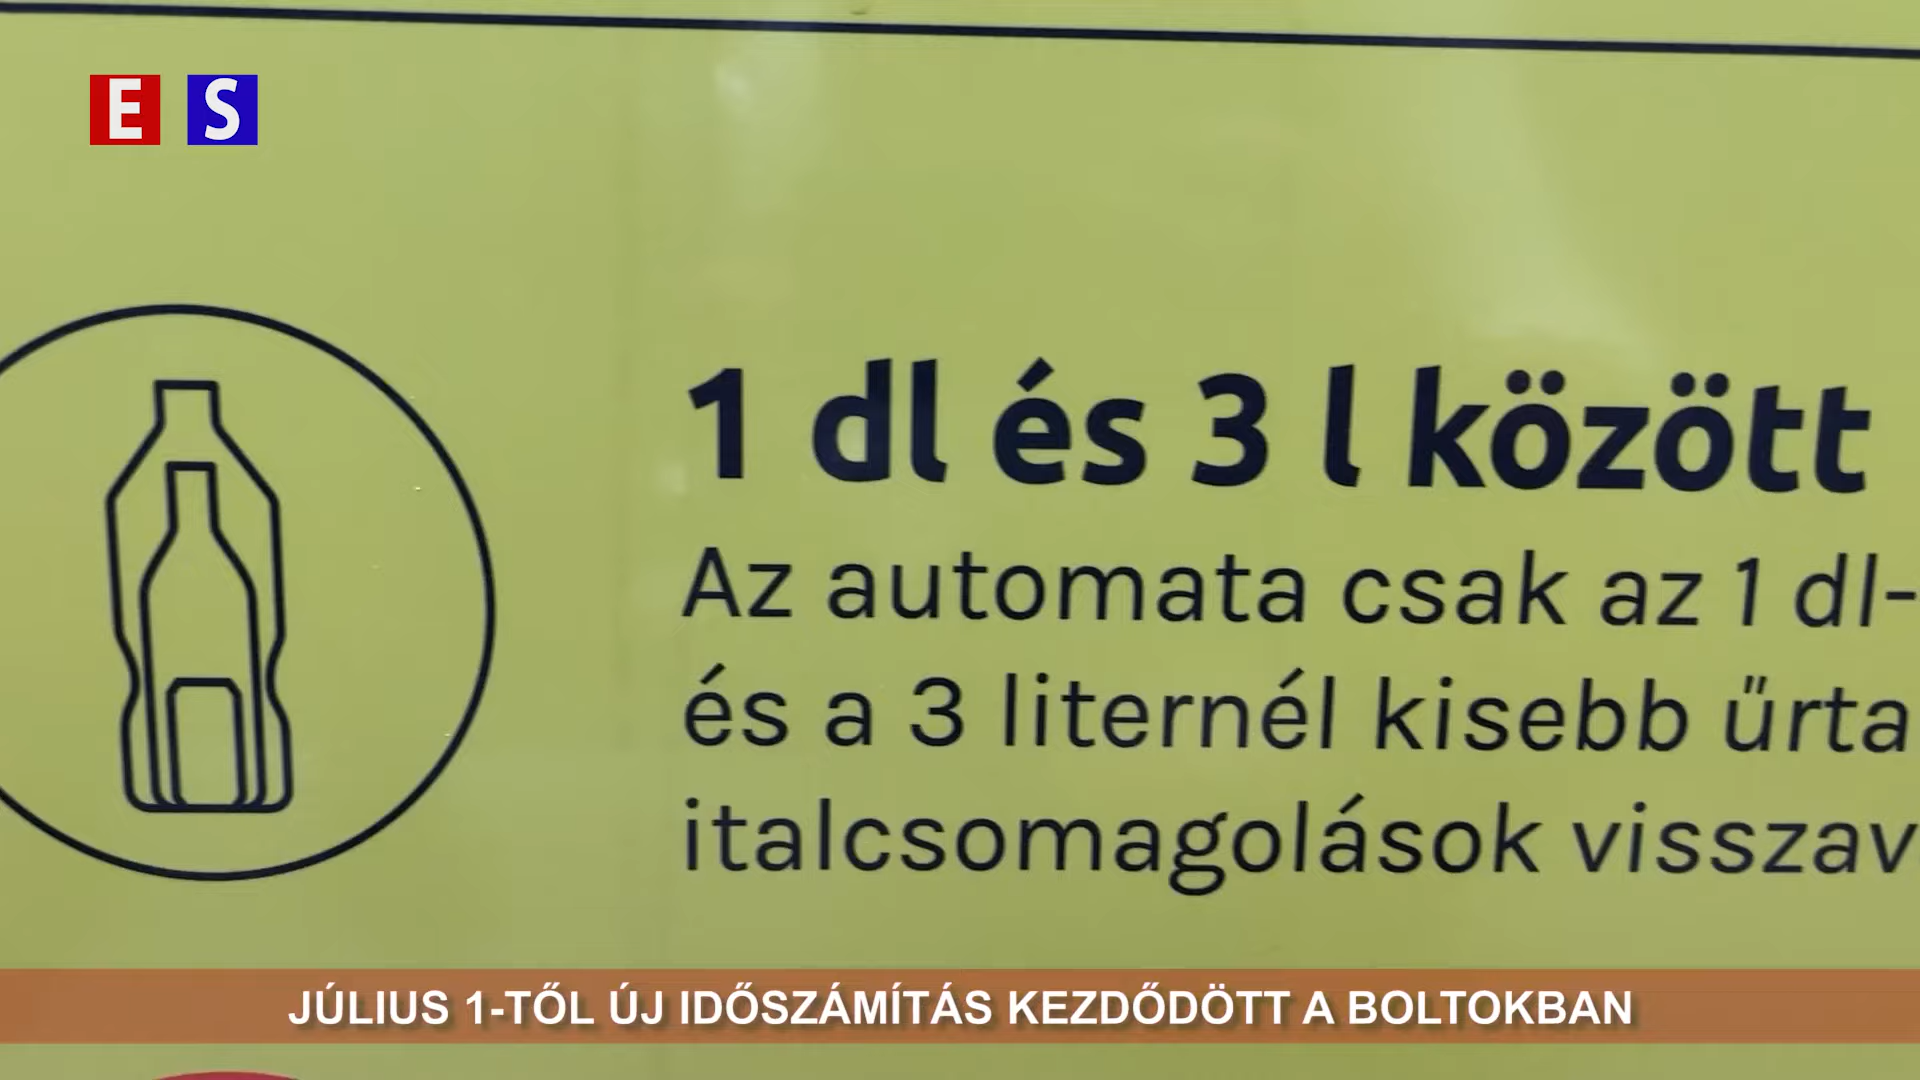 E S
1 dl és 3 l között
Az automata csak az 1 dl-
és a 3 liternél kisebb űrta
italcsomagolások visszav
JÚLIUS 1-TŐL ÚJ IDŐSZÁMÍTÁS KEZDŐDÖTT A BOLTOKBAN